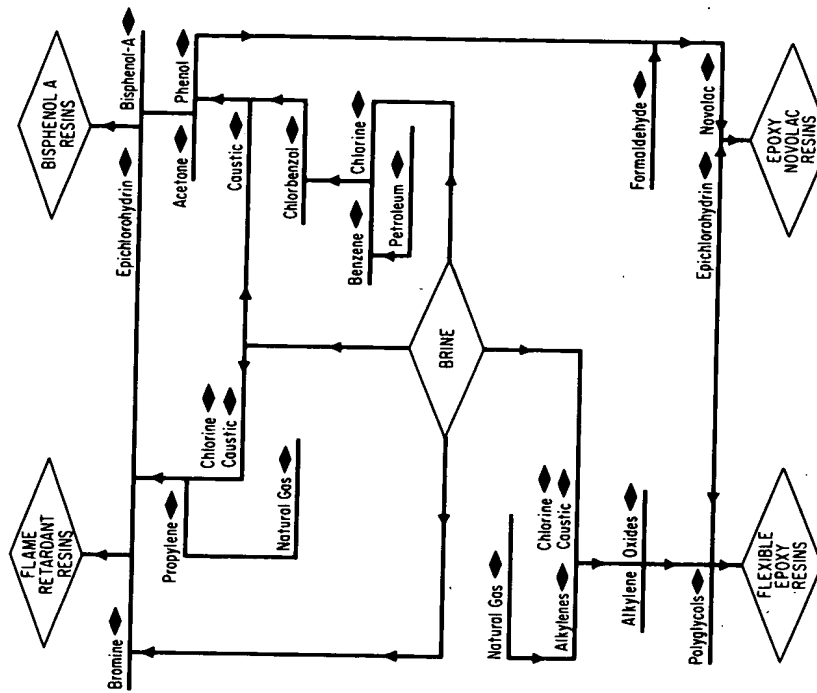 FLAME
RETARDANT
RESINS
BISPHENOL A
RESINS
Bromine
Epichlorohydrin
Bisphenol-A
Propylene
Chlorine
Caustic
Natural Gas
Acetone
Phenol
Caustic
Chlorbenzol
Benzene
Chlorine
Petroleum
BRINE
Natural Gas
Alkylenes
Chlorine
Caustic
Alkylene Oxides
Formaldehyde
Polyglycols
Epichlorohydrin
Novolac
FLEXIBLE
EPOXY
RESINS
EPOXY
NOVOLAC
RESINS